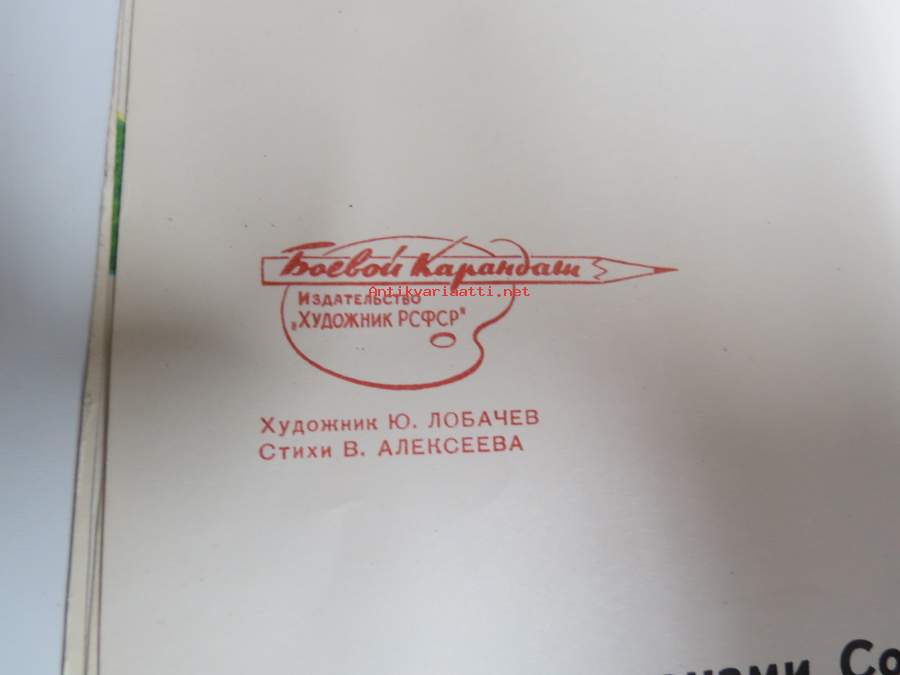 Боевой Карандаш
Antikvariaatti.net
Издательство
„Художник РСФСР"
Художник Ю. ЛОБАЧЕВ
Стихи В. АЛЕКСЕЕВА